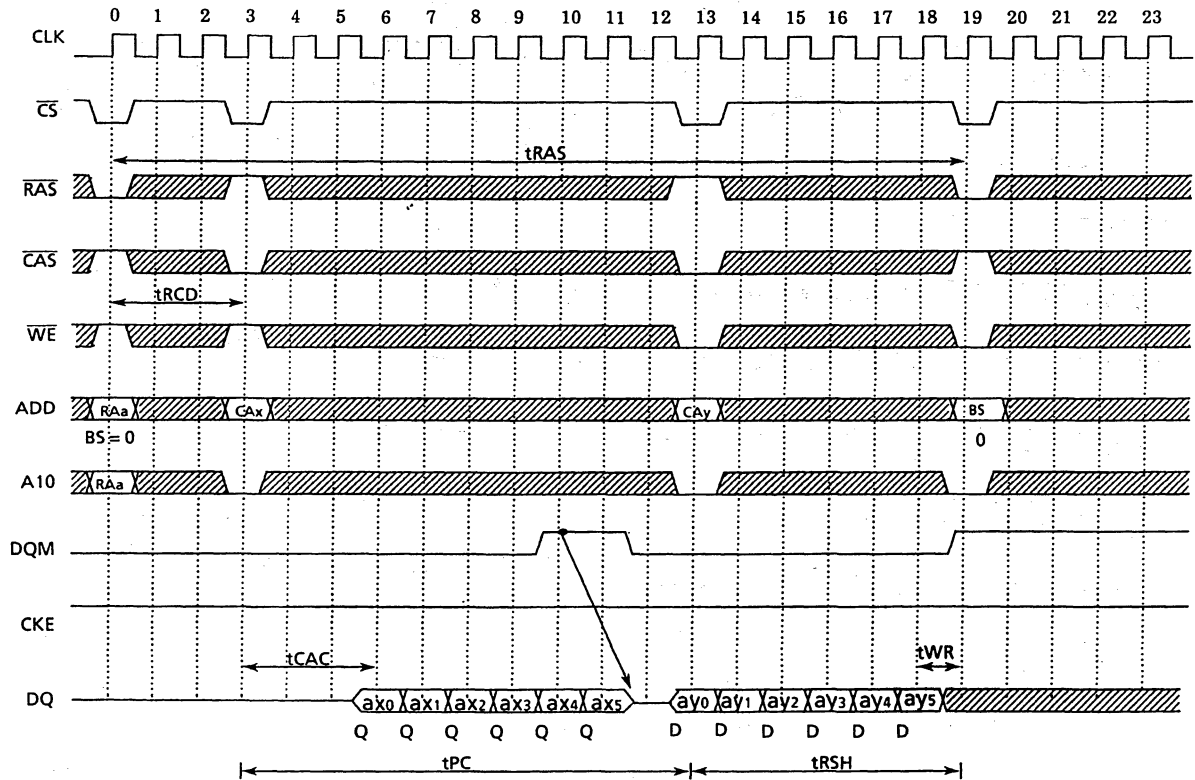 0 1 2 3 4 5 6 7 8 9 10 11 12 13 14 15 16 17 18 19 20 21 22 23
CLK
CS
tRAS
RAS
CAS
tRCD
WE
ADD RAa CAx CAy BS
BS = 0 0
A10 RAa
DQM
CKE
tCAC tWR
DQ ax0 ax1 ax2 ax3 ax4 ax5 ay0 ay1 ay2 ay3 ay4 ay5
Q Q Q Q Q Q D D D D D D
tPC tRSH